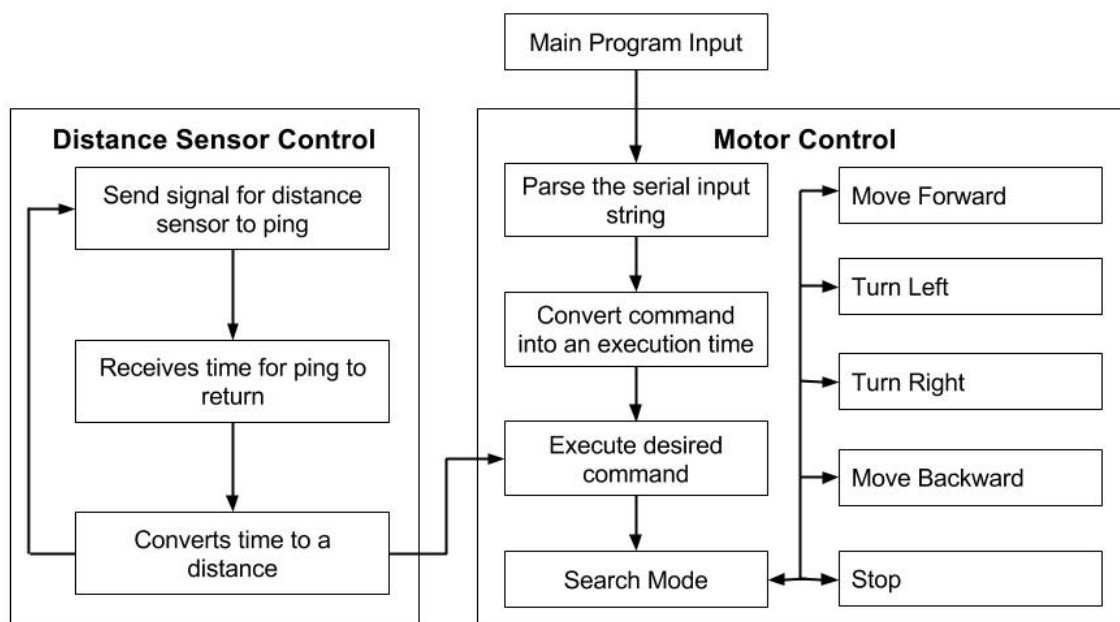 Main Program Input
Distance Sensor Control
Send signal for distance
sensor to ping
Receives time for ping to
return
Converts time to a
distance
Motor Control
Parse the serial input
string
Convert command
into an execution time
Execute desired
command
Search Mode
Move Forward
Turn Left
Turn Right
Move Backward
Stop